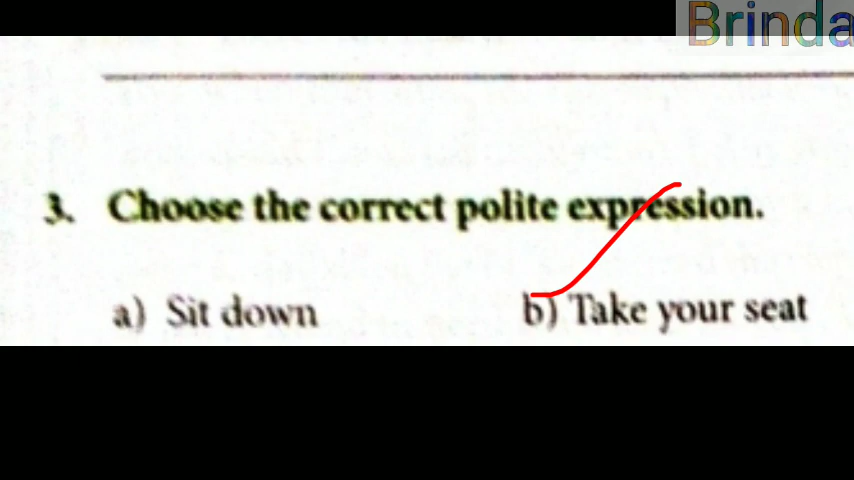 Brinda
3. Choose the correct polite expression.
a) Sit down b) Take your seat